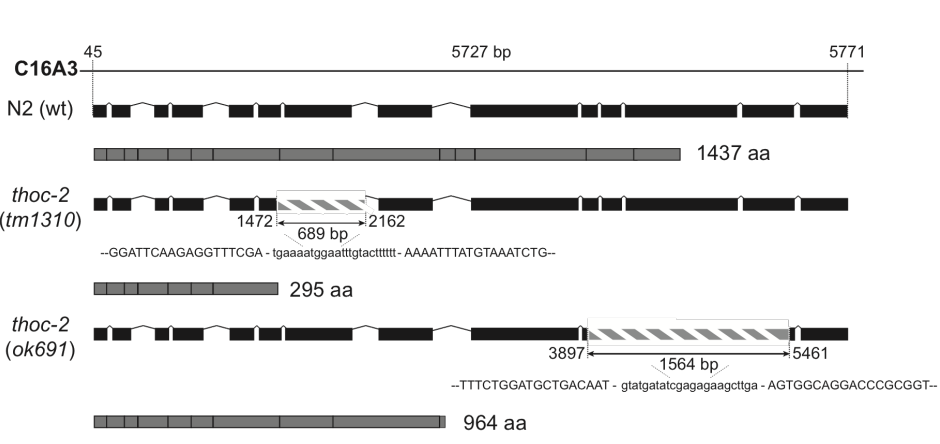 45 5727 bp 5771
C16A3
N2 (wt)
1437 aa
thoc-2
(tm1310)
1472 2162
689 bp
--GGATTCAAGAGGTTTCGA - tgaaaatggaatttgtactttttt - AAAATTTATGTAAATCTG--
295 aa
thoc-2
(ok691)
3897 5461
1564 bp
--TTTCTGGATGCTGACAAT - gtatgatatcgagagaagcttga - AGTGGCAGGACCCGCGGT--
964 aa